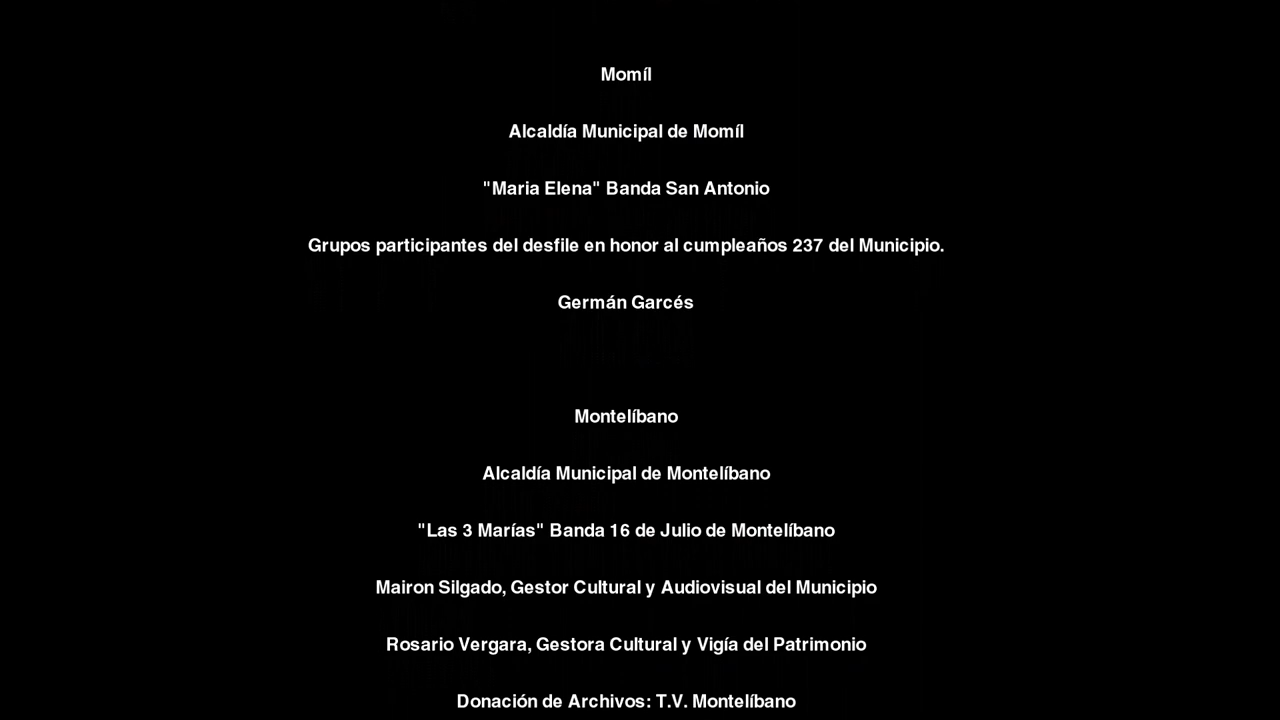 Momíl
Alcaldía Municipal de Momíl
"Maria Elena" Banda San Antonio
Grupos participantes del desfile en honor al cumpleaños 237 del Municipio.
Germán Garcés
Montelíbano
Alcaldía Municipal de Montelíbano
"Las 3 Marías" Banda 16 de Julio de Montelíbano
Mairon Silgado, Gestor Cultural y Audiovisual del Municipio
Rosario Vergara, Gestora Cultural y Vigía del Patrimonio
Donación de Archivos: T.V. Montelíbano